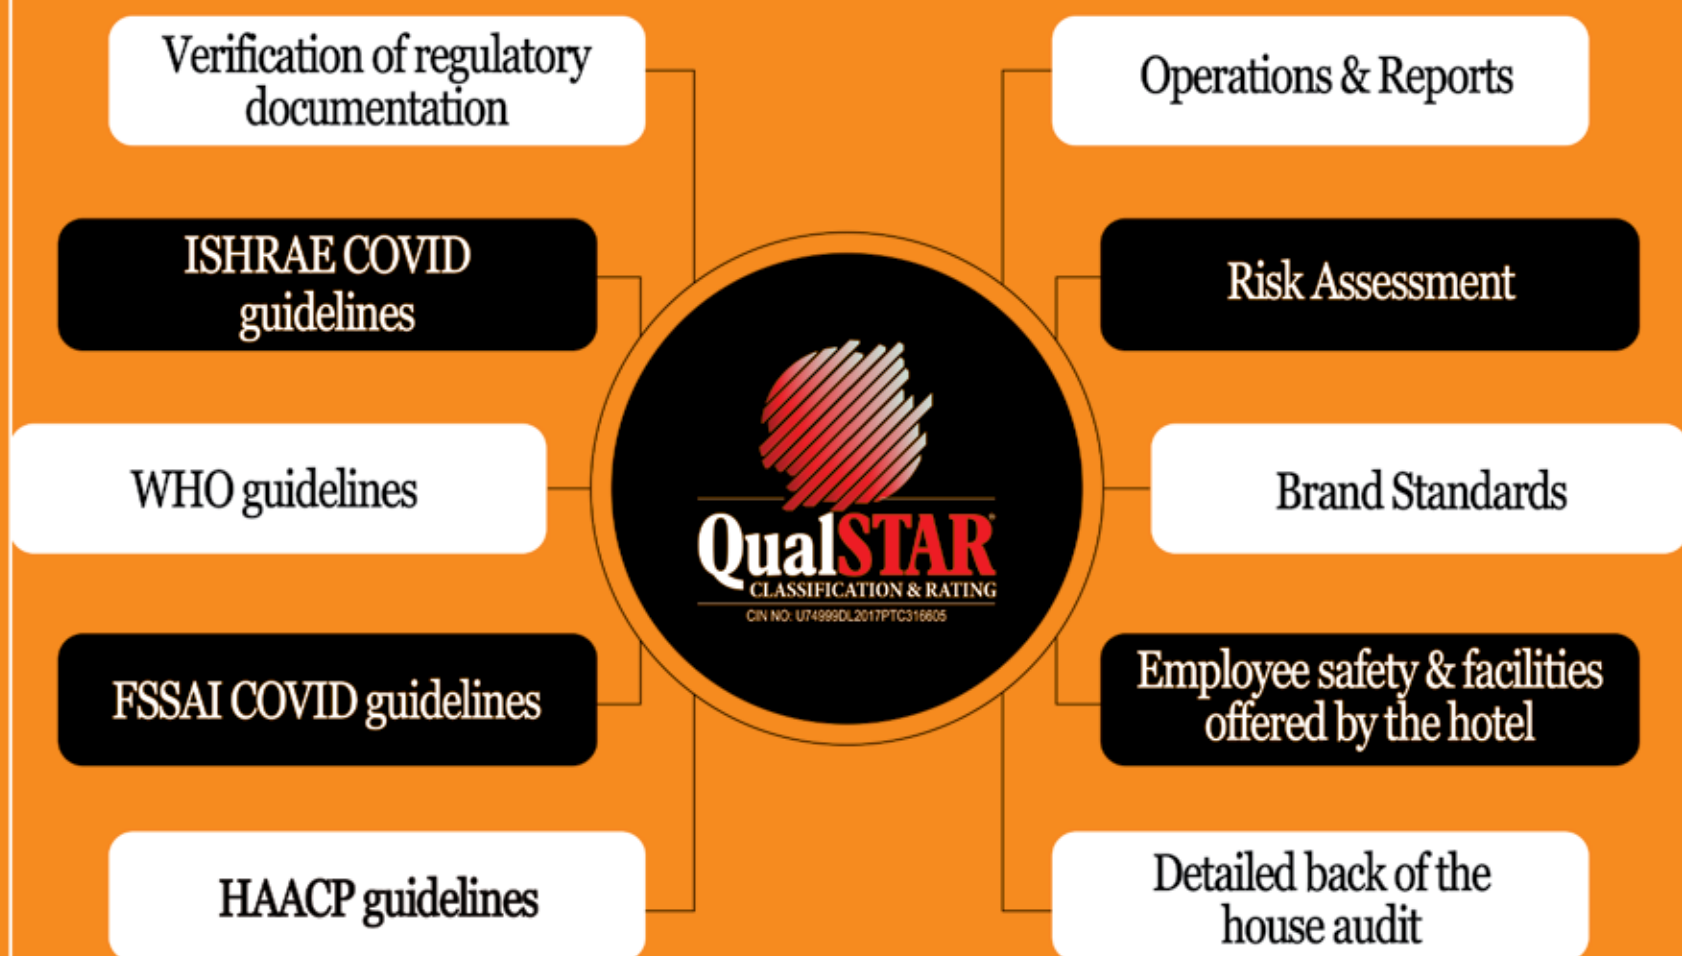 Verification of regulatory
documentation
ISHRAE COVID
guidelines
WHO guidelines
FSSAI COVID guidelines
HAACP guidelines
QualSTAR
CLASSIFICATION & RATING
CIN NO: U74999DL2017PTC316605
Operations & Reports
Risk Assessment
Brand Standards
Employee safety & facilities
offered by the hotel
Detailed back of the
house audit